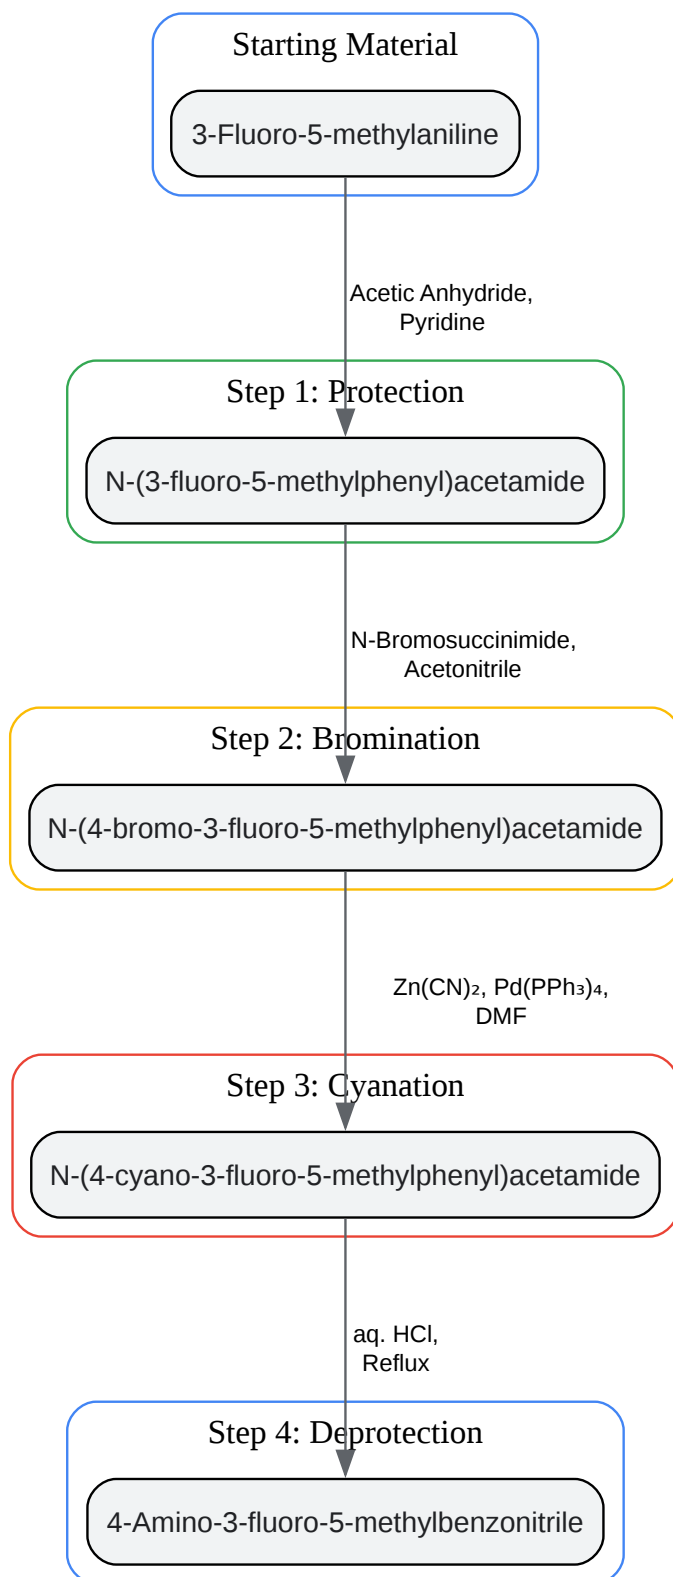 Starting Material
3-Fluoro-5-methylaniline
Acetic Anhydride,
Pyridine
Step 1: Protection
N-(3-fluoro-5-methylphenyl)acetamide
N-Bromosuccinimide,
Acetonitrile
Step 2: Bromination
N-(4-bromo-3-fluoro-5-methylphenyl)acetamide
Zn(CN)₂, Pd(PPh₃)₄,
DMF
Step 3: Cyanation
N-(4-cyano-3-fluoro-5-methylphenyl)acetamide
aq. HCl,
Reflux
Step 4: Deprotection
4-Amino-3-fluoro-5-methylbenzonitrile